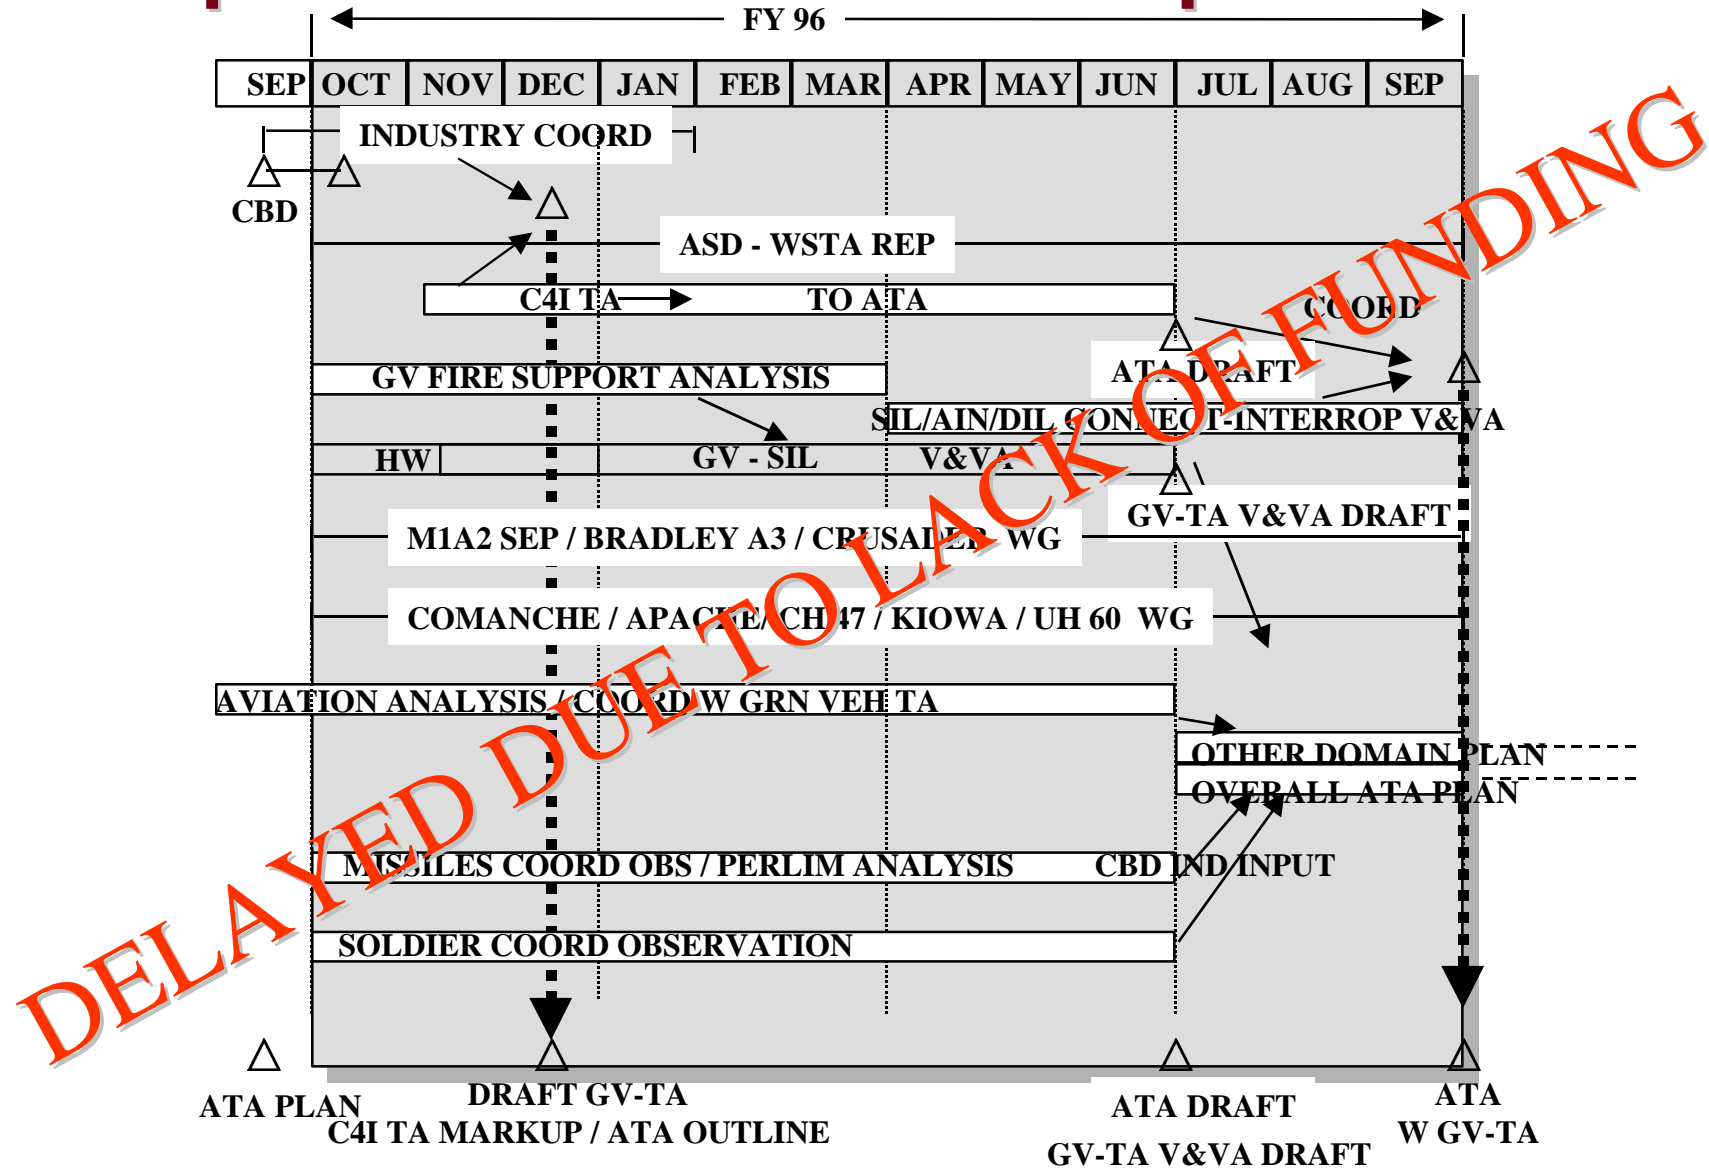 FY 96
SEP OCT NOV DEC JAN FEB MAR APR MAY JUN JUL AUG SEP
INDUSTRY COORD
CBD
ASD - WSTA REP
C4I TA TO ATA
COORD
GV FIRE SUPPORT ANALYSIS
ATA DRAFT
SIL/AIN/DIL CONNECT-INTERROP V&VA
HW GV - SIL V&VA
GV-TA V&VA DRAFT
M1A2 SEP / BRADLEY A3 / CRUSADER WG
COMANCHE / APACHE/ CH 47 / KIOWA / UH 60 WG
AVIATION ANALYSIS / COORD W GRN VEH TA
OTHER DOMAIN PLAN
OVERALL ATA PLAN
MISSILES COORD OBS / PERLIM ANALYSIS CBD IND INPUT
SOLDIER COORD OBSERVATION
DELAYED DUE TO LACK OF FUNDING
ATA PLAN
DRAFT GV-TA
C4I TA MARKUP / ATA OUTLINE
ATA DRAFT
GV-TA V&VA DRAFT
ATA
W GV-TA